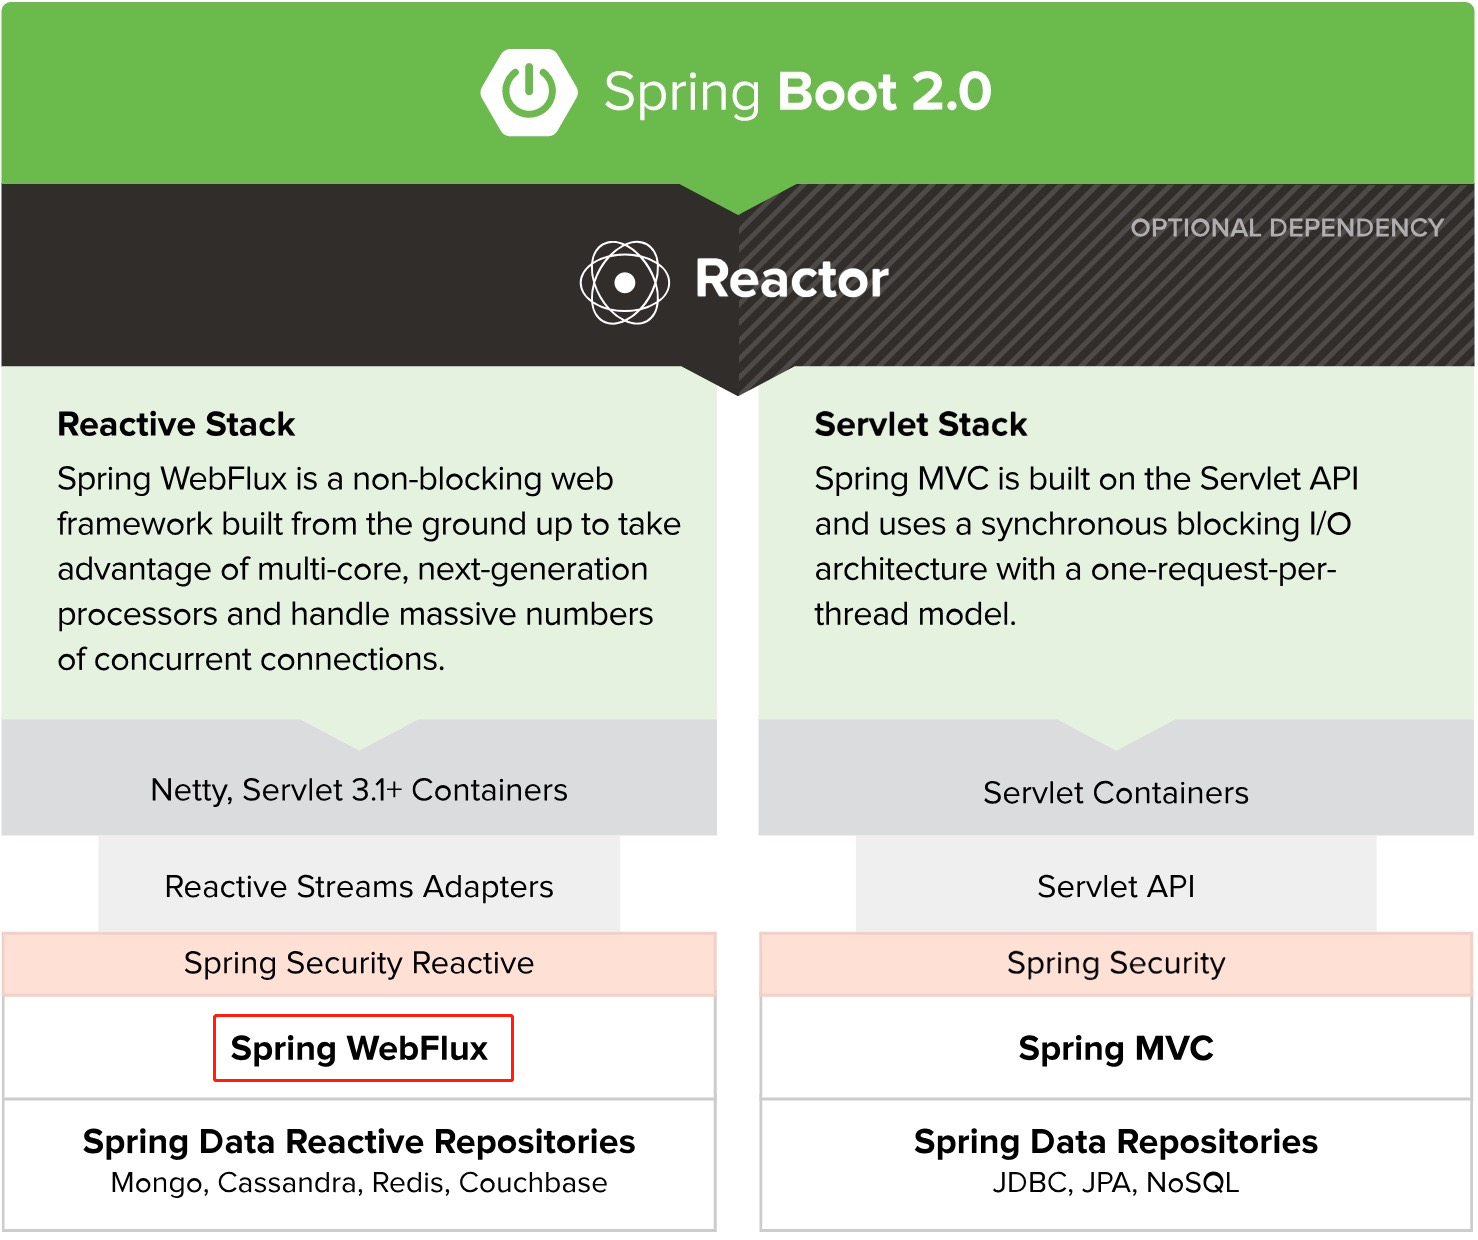 Spring Boot 2.0
OPTIONAL DEPENDENCY
Reactor
Reactive Stack
Spring WebFlux is a non-blocking web
framework built from the ground up to take
advantage of multi-core, next-generation
processors and handle massive numbers
of concurrent connections.
Netty, Servlet 3.1+ Containers
Reactive Streams Adapters
Spring Security Reactive
Spring WebFlux
Spring Data Reactive Repositories
Mongo, Cassandra, Redis, Couchbase
Servlet Stack
Spring MVC is built on the Servlet API
and uses a synchronous blocking I/O
architecture with a one-request-per-
thread model.
Servlet Containers
Servlet API
Spring Security
Spring MVC
Spring Data Repositories
JDBC, JPA, NoSQL